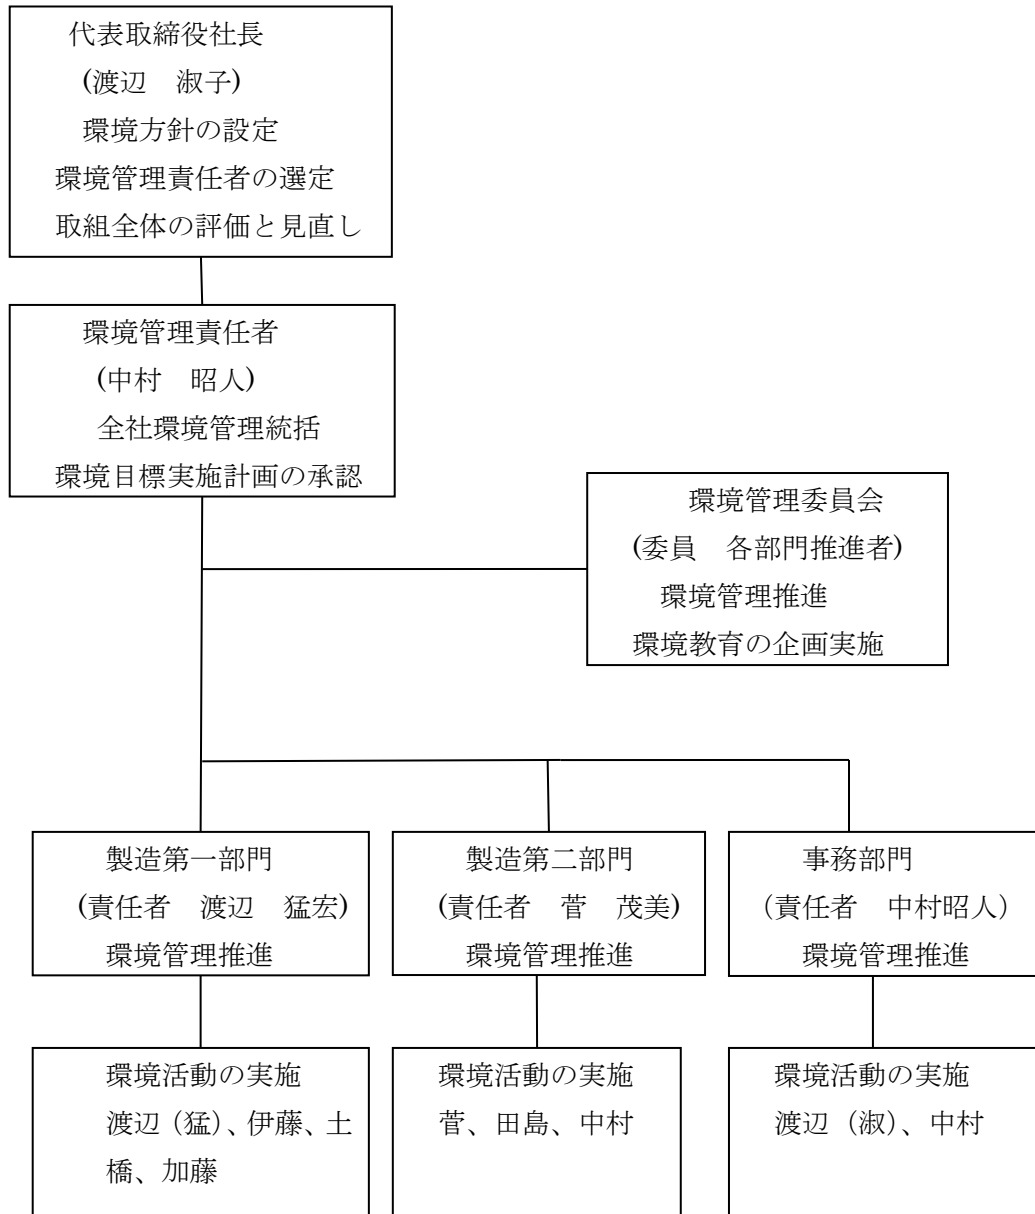 代表取締役社長
(渡辺　淑子)
環境方針の設定
環境管理責任者の選定
取組全体の評価と見直し
環境管理責任者
(中村　昭人)
全社環境管理統括
環境目標実施計画の承認
環境管理委員会
(委員　各部門推進者)
環境管理推進
環境教育の企画実施
製造第一部門
(責任者　渡辺　猛宏)
環境管理推進
製造第二部門
(責任者　菅　茂美)
環境管理推進
事務部門
（責任者　中村昭人）
環境管理推進
環境活動の実施
渡辺（猛）、伊藤、土
橋、加藤
環境活動の実施
菅、田島、中村
環境活動の実施
渡辺（淑）、中村